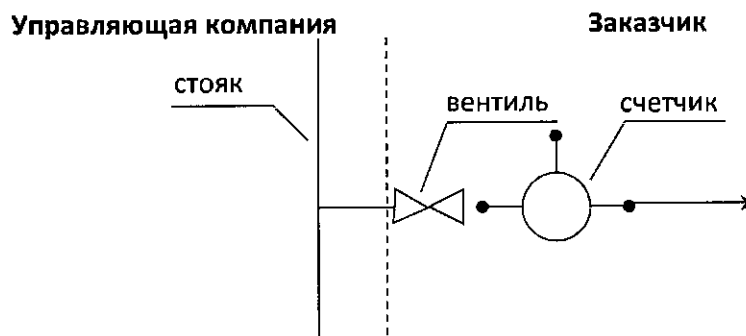 Управляющая компания
Заказчик
стояк
вентиль
счетчик